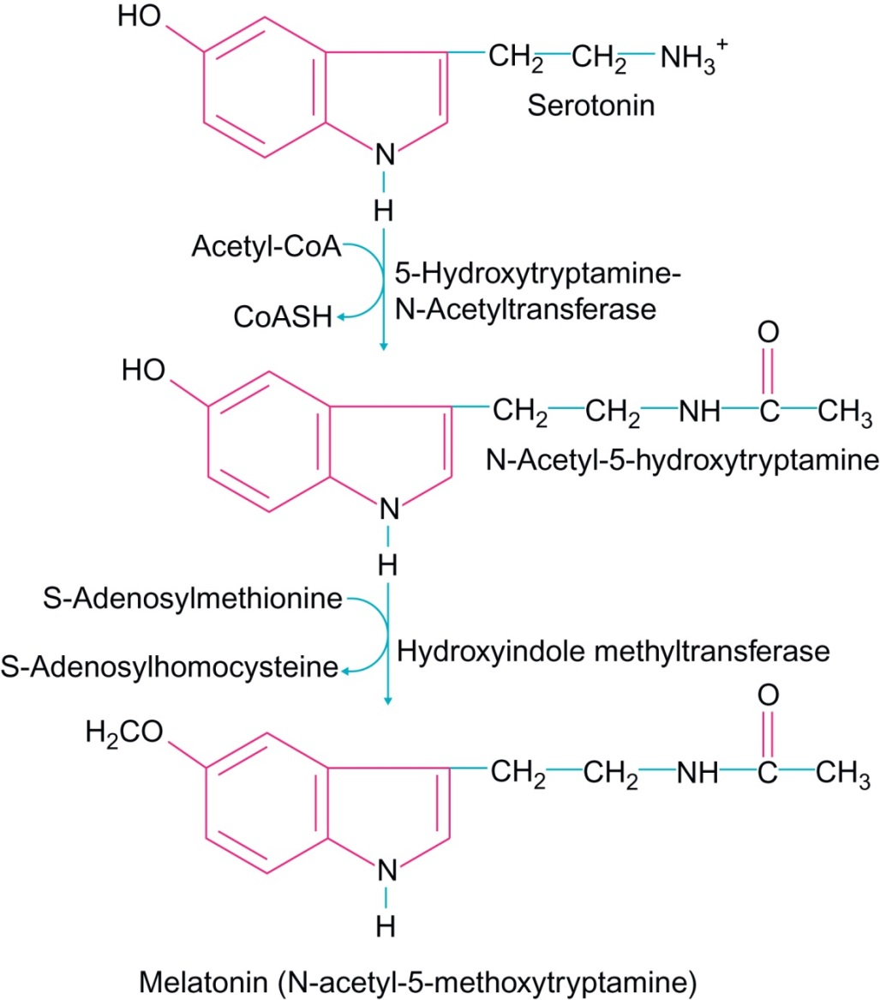 HO
CH₂—CH₂—NH₃⁺
Serotonin
N
H
Acetyl-CoA
5-Hydroxytryptamine-
N-Acetyltransferase
CoASH
O
HO
CH₂—CH₂—NH—C—CH₃
N-Acetyl-5-hydroxytryptamine
N
H
S-Adenosylmethionine
Hydroxyindole methyltransferase
S-Adenosylhomocysteine
O
H₂CO
CH₂—CH₂—NH—C—CH₃
N
H
Melatonin (N-acetyl-5-methoxytryptamine)